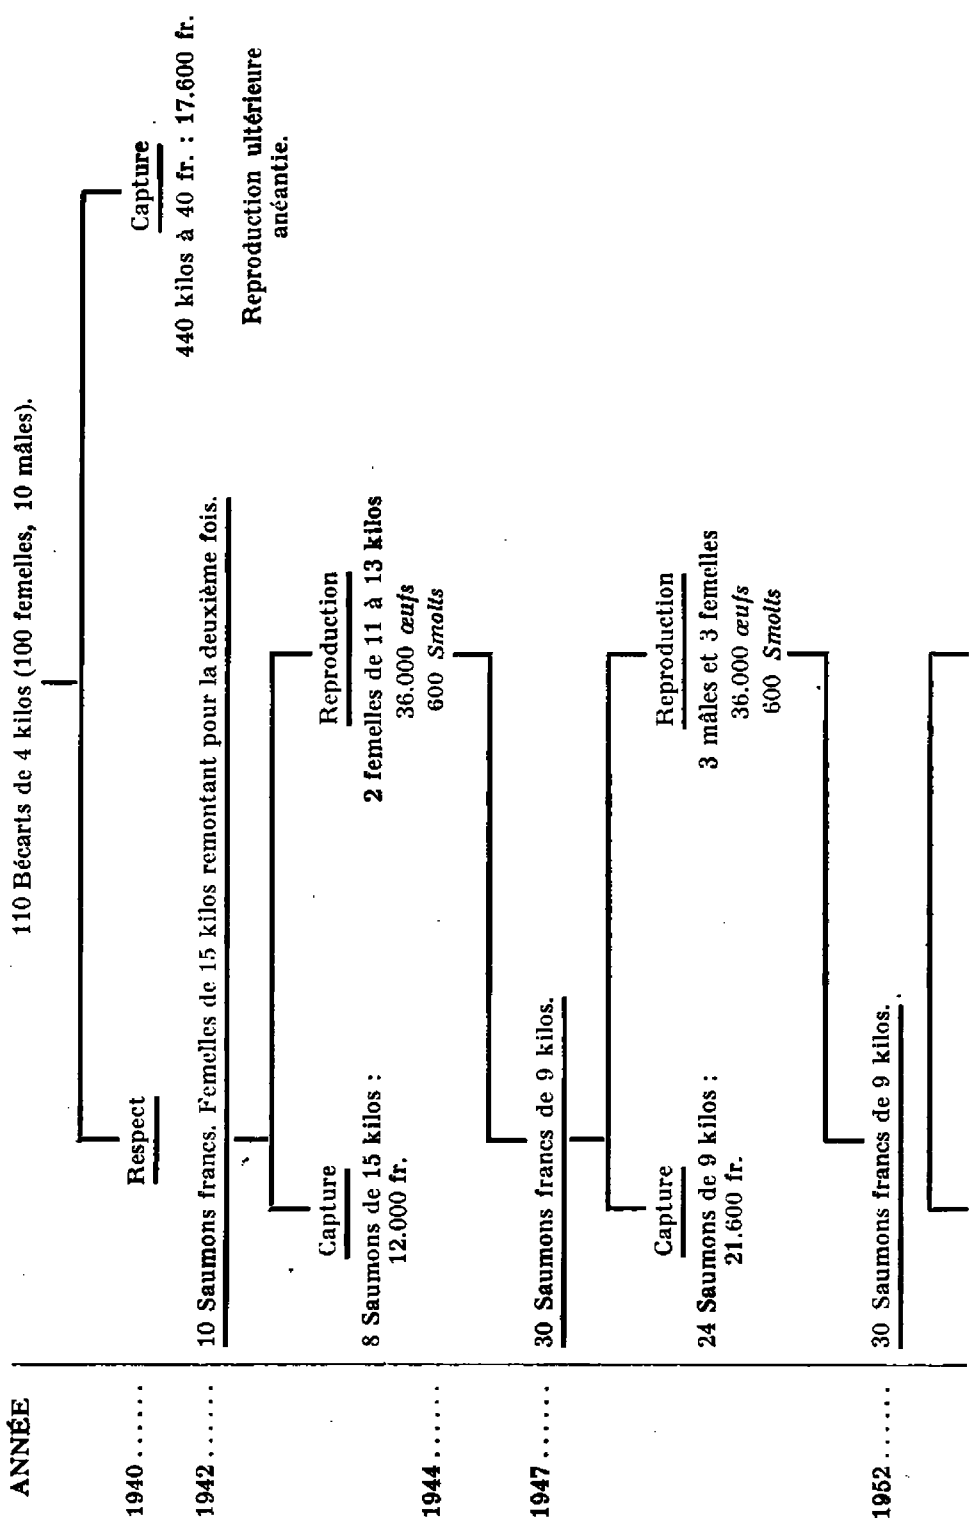 ANNÉE
110 Bécarts de 4 kilos (100 femelles, 10 mâles).
1940......
Respect
Capture
440 kilos à 40 fr. : 17.600 fr.
Reproduction ultérieure
anéantie.
1942......
10 Saumons francs. Femelles de 15 kilos remontant pour la deuxième fois.
Capture
8 Saumons de 15 kilos :
12.000 fr.
Reproduction
2 femelles de 11 à 13 kilos
36.000 œufs
600 Smolts
1944......
1947......
30 Saumons francs de 9 kilos.
Capture
24 Saumons de 9 kilos :
21.600 fr.
Reproduction
3 mâles et 3 femelles
36.000 œufs
600 Smolts
1952......
30 Saumons francs de 9 kilos.